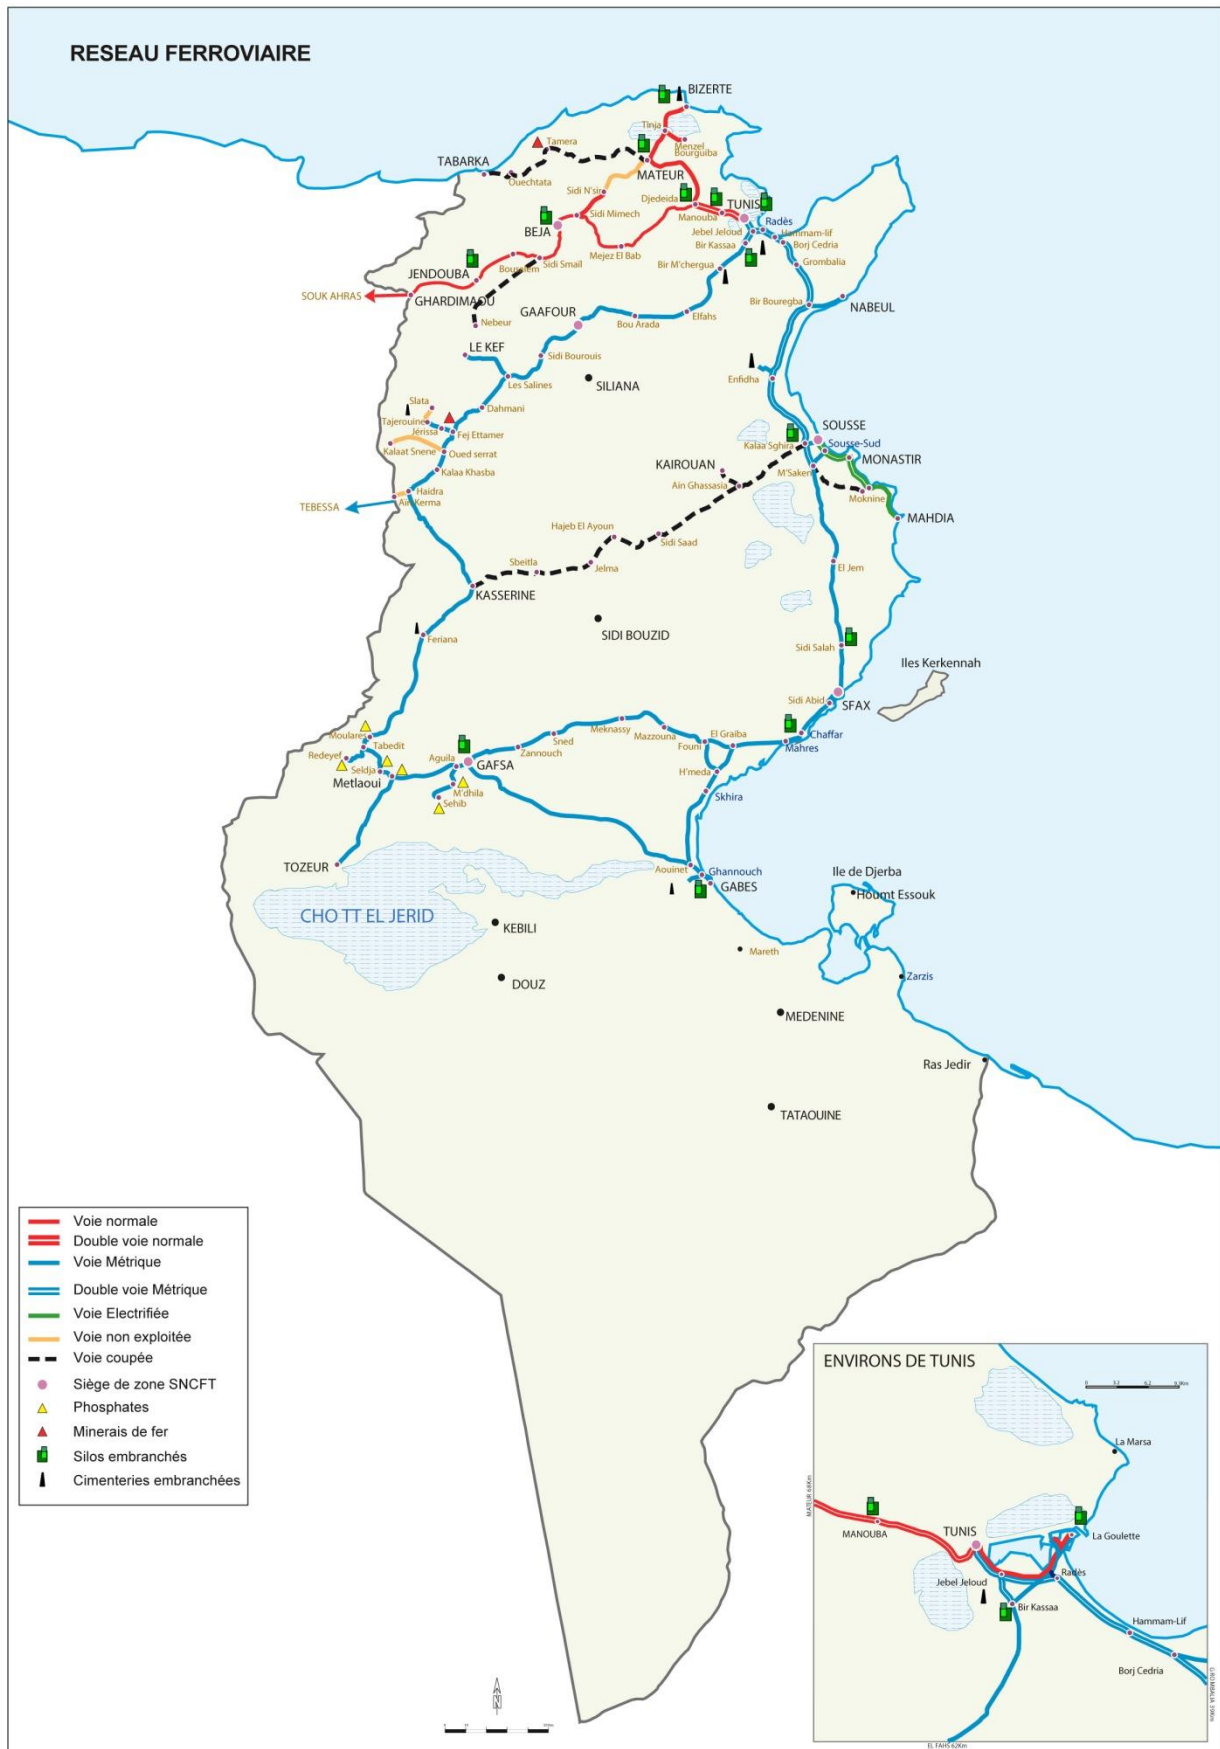 RESEAU FERROVIAIRE
BIZERTE
Tinja
Menzel
Bourguiba
Tamera
TABARKA
Ouechtata
MATEUR
Sidi N'sir
Djedeida
TUNIS
Manouba
Radès
Sidi Mimech
BEJA
Jebel Jeloud
Hammam-lif
Bir Kassaa
Borj Cedria
Mejez El Bab
Grombalia
Sidi Smail
Bir M'chergua
JENDOUBA
SOUK AHRAS
GHARDIMAOU
Bir Bouregba
NABEUL
Nebeur
GAAFOUR
Bou Arada
Elfahs
LE KEF
Sidi Bourouis
Les Salines
SILIANA
Enfidha
Slata
Dahmani
Tajerouine
Jérissa
Fej Ettamer
SOUSSE
Kalaa Sghira
Sousse-Sud
Kalaat Snene
Oued serrat
MONASTIR
Kalaa Khasba
KAIROUAN
M'Saken
Ain Ghassasia
Moknine
Haidra
Ain Kerma
TEBESSA
MAHDIA
Hajeb El Ayoun
Sidi Saad
Sbeitla
Jelma
El Jem
KASSERINE
Feriana
SIDI BOUZID
Sidi Salah
Iles Kerkennah
Sidi Abid
SFAX
Meknassy
Moulares
Sned
Mazzouna
El Graiba
Chaffar
Tabedit
Zannouch
Founi
Mahres
Redeyef
Aguila
GAFSA
Seldja
H'meda
Metlaoui
M'dhila
Sehib
Skhira
TOZEUR
Aouinet
Ghannouch
GABES
Ile de Djerba
Houmt Essouk
CHO TT EL JERID
KEBILI
Mareth
DOUZ
Zarzis
MEDENINE
Ras Jedir
TATAOUINE
Voie normale
Double voie normale
Voie Métrique
Double voie Métrique
Voie Electrifiée
Voie non exploitée
Voie coupée
Siège de zone SNCFT
Phosphates
Minerais de fer
Silos embranchés
Cimenteries embranchées
N
ENVIRONS DE TUNIS
La Marsa
MATEUR 68Km
MANOUBA
TUNIS
La Goulette
Jebel Jeloud
Radès
Bir Kassaa
Hammam-Lif
Borj Cedria
GROMBALIA 39Km
EL FAHS 62Km